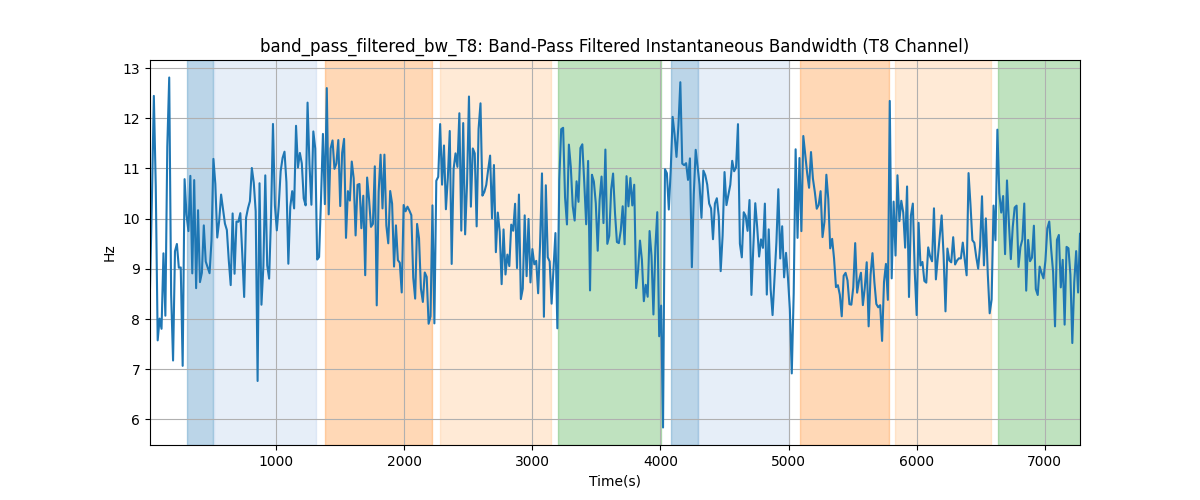 band_pass_filtered_bw_T8: Band-Pass Filtered Instantaneous Bandwidth (T8 Channel)
13
12
11
10
9
8
7
6
Hz
1000 2000 3000 4000 5000 6000 7000
Time(s)